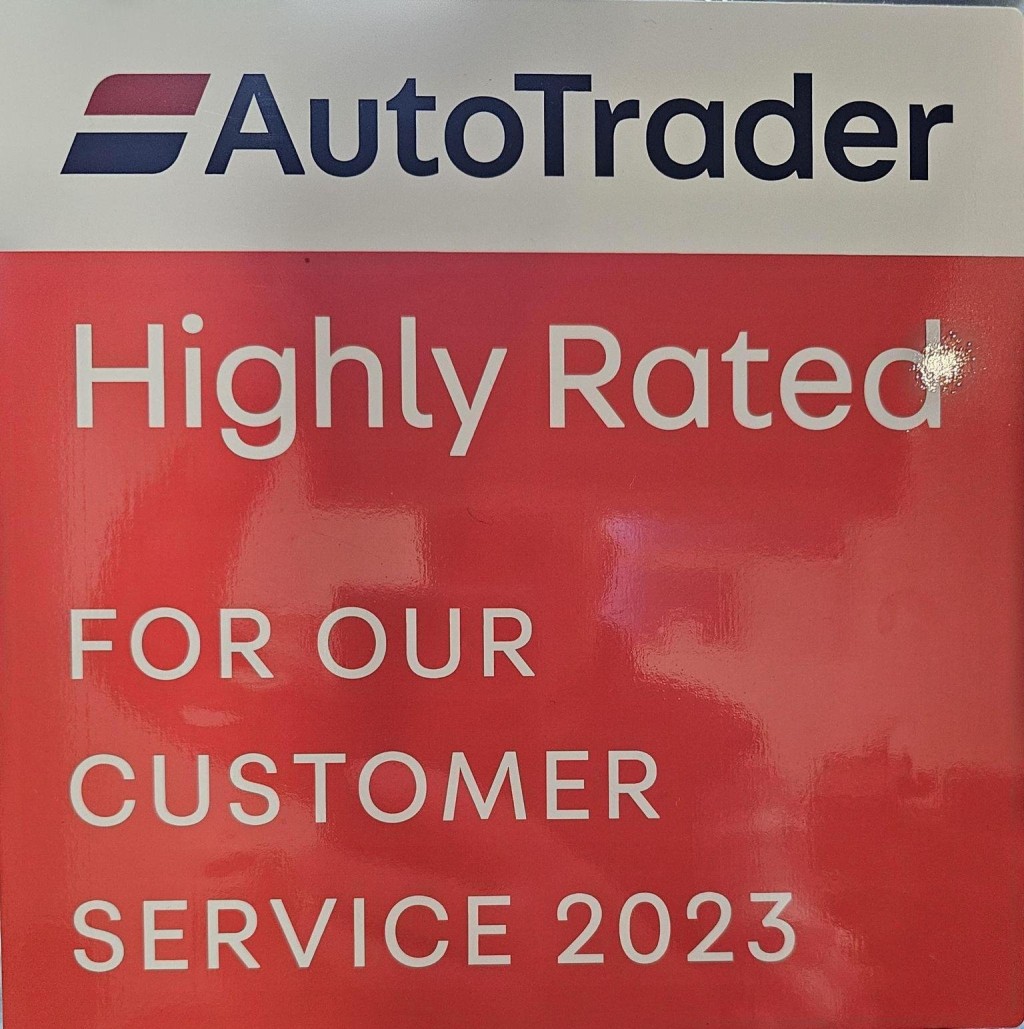 AutoTrader
Highly Rated
FOR OUR
CUSTOMER
SERVICE 2023